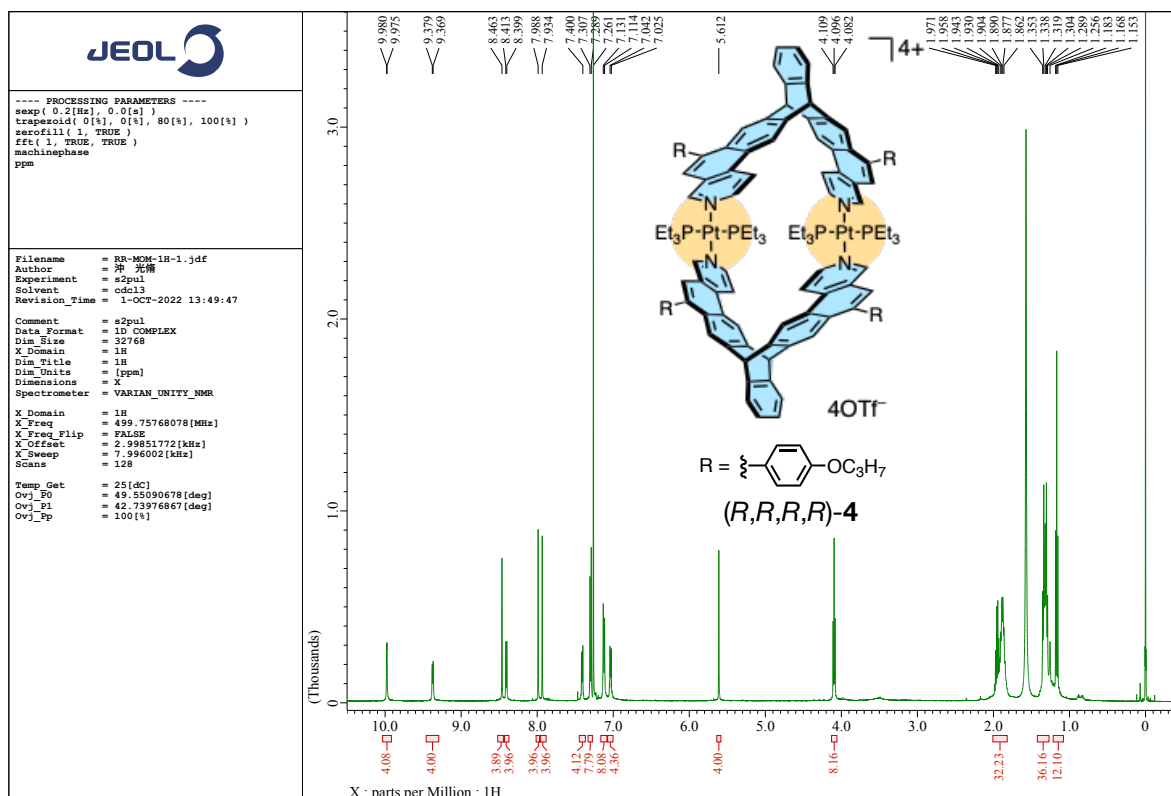 JEOL
---- PROCESSING PARAMETERS ----
sexp( 0.2[Hz], 0.0[s] )
trapezoid( 0[%], 0[%], 80[%], 100[%] )
zerofill( 1, TRUE )
fft( 1, TRUE, TRUE )
machinephase
ppm
Filename = RR-MOM-1H-1.jdf
Author = 沖 光脩
Experiment = s2pul
Solvent = cdcl3
Revision_Time = 1-OCT-2022 13:49:47
Comment = s2pul
Data_Format = 1D COMPLEX
Dim_Size = 32768
X_Domain = 1H
Dim_Title = 1H
Dim_Units = [ppm]
Dimensions = X
Spectrometer = VARIAN_UNITY_NMR
X_Domain = 1H
X_Freq = 499.75768078[MHz]
X_Freq_Flip = FALSE
X_Offset = 2.99851772[kHz]
X_Sweep = 7.996002[kHz]
Scans = 128
Temp_Get = 25[dC]
Ovj_P0 = 49.55090678[deg]
Ovj_P1 = 42.73976867[deg]
Ovj_Pp = 100[%]
9.980 9.975 9.379 9.369 8.463 8.413 8.399 7.988 7.934 7.400 7.307 7.289 7.261 7.131 7.114 7.042 7.025 5.612 4.109 4.096 4.082 1.971 1.958 1.943 1.930 1.904 1.890 1.877 1.862 1.353 1.338 1.319 1.304 1.289 1.256 1.183 1.168 1.153
4+
R R
N N
Et3P-Pt-PEt3 Et3P-Pt-PEt3
N N
R R
4OTf−
R = OC3H7
(R,R,R,R)-4
(Thousands)
3.0
2.0
1.0
0
10.0 9.0 8.0 7.0 6.0 5.0 4.0 3.0 2.0 1.0 0
4.08 4.00 3.89 3.96 3.96 3.96 4.12 7.79 8.08 4.36 4.00 8.16 32.23 36.16 12.10
X : parts per Million : 1H